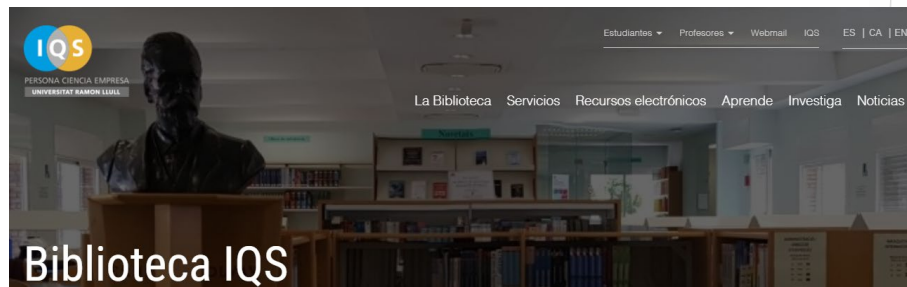 Estudiantes Profesores Webmail IQS ES | CA | EN
IQS
PERSONA CIENCIA EMPRESA
UNIVERSITAT RAMON LLULL
La Biblioteca Servicios Recursos electrónicos Aprende Investiga Noticias
Novetats
Biblioteca IQS